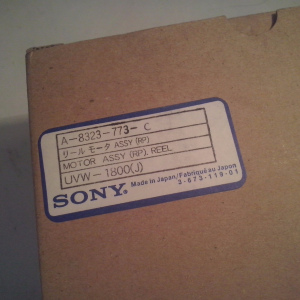 A-8323-773-C
リール モータ ASSY (RP)
MOTOR ASSY (RP), REEL
UVW-1800(J)
SONY®
Made in Japan/Fabriqué au Japon
3-673-119-01